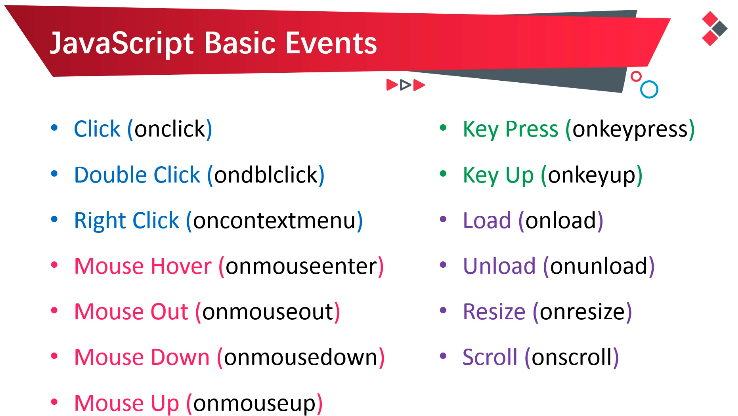 JavaScript Basic Events
• Click (onclick)
• Double Click (ondblclick)
• Right Click (oncontextmenu)
• Mouse Hover (onmouseenter)
• Mouse Out (onmouseout)
• Mouse Down (onmousedown)
• Mouse Up (onmouseup)
• Key Press (onkeypress)
• Key Up (onkeyup)
• Load (onload)
• Unload (onunload)
• Resize (onresize)
• Scroll (onscroll)